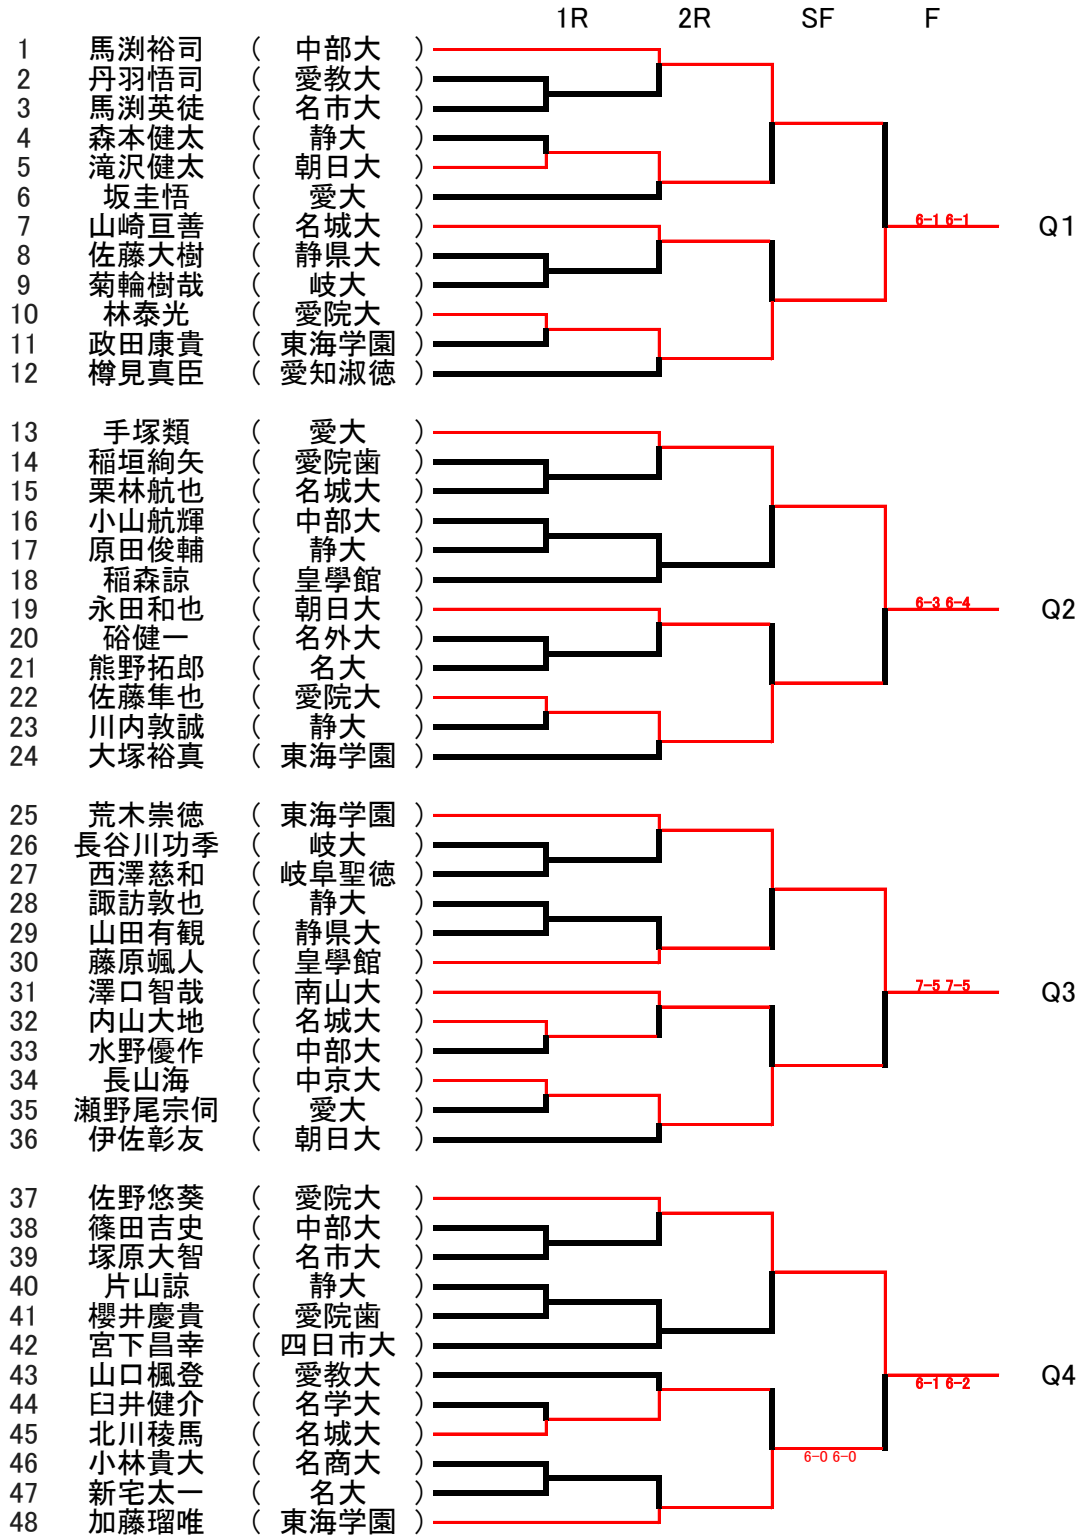 1R 2R SF F
1 馬渕裕司 ( 中部大 )
2 丹羽悟司 ( 愛教大 )
3 馬渕英徒 ( 名市大 )
4 森本健太 ( 静大 )
5 滝沢健太 ( 朝日大 )
6 坂圭悟 ( 愛大 )
7 山崎亘善 ( 名城大 ) 6-1 6-1 Q1
8 佐藤大樹 ( 静県大 )
9 菊輪樹哉 ( 岐大 )
10 林泰光 ( 愛院大 )
11 政田康貴 ( 東海学園 )
12 樽見真臣 ( 愛知淑徳 )
13 手塚類 ( 愛大 )
14 稲垣絢矢 ( 愛院歯 )
15 栗林航也 ( 名城大 )
16 小山航輝 ( 中部大 )
17 原田俊輔 ( 静大 )
18 稲森諒 ( 皇學館 )
19 永田和也 ( 朝日大 ) 6-3 6-4 Q2
20 硲健一 ( 名外大 )
21 熊野拓郎 ( 名大 )
22 佐藤隼也 ( 愛院大 )
23 川内敦誠 ( 静大 )
24 大塚裕真 ( 東海学園 )
25 荒木崇徳 ( 東海学園 )
26 長谷川功季 ( 岐大 )
27 西澤慈和 ( 岐阜聖徳 )
28 諏訪敦也 ( 静大 )
29 山田有観 ( 静県大 )
30 藤原颯人 ( 皇學館 )
31 澤口智哉 ( 南山大 ) 7-5 7-5 Q3
32 内山大地 ( 名城大 )
33 水野優作 ( 中部大 )
34 長山海 ( 中京大 )
35 瀬野尾宗伺 ( 愛大 )
36 伊佐彰友 ( 朝日大 )
37 佐野悠葵 ( 愛院大 )
38 篠田吉史 ( 中部大 )
39 塚原大智 ( 名市大 )
40 片山諒 ( 静大 )
41 櫻井慶貴 ( 愛院歯 )
42 宮下昌幸 ( 四日市大 )
43 山口楓登 ( 愛教大 ) 6-1 6-2 Q4
44 臼井健介 ( 名学大 )
45 北川稜馬 ( 名城大 )
6-0 6-0
46 小林貴大 ( 名商大 )
47 新宅太一 ( 名大 )
48 加藤瑠唯 ( 東海学園 )